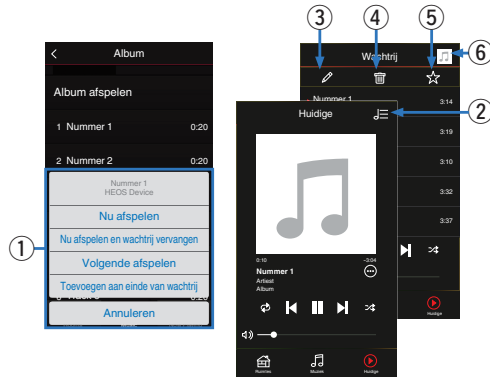 ③ ④ ⑤
⑥
②
①
Album
Album afspelen
1 Nummer 1 0:20
2 Nummer 2 0:20
Nummer 1
HEOS Device
Nu afspelen
Nu afspelen en wachtrij vervangen
Volgende afspelen
Toevoegen aan einde van wachtrij
Annuleren
Wachtrij
Nummer 1 3:14
3:19
3:10
3:32
3:37
Huidige
Huidige
0:10 -3:04
Nummer 1
Artiest
Album
Ruimtes Muziek Huidige